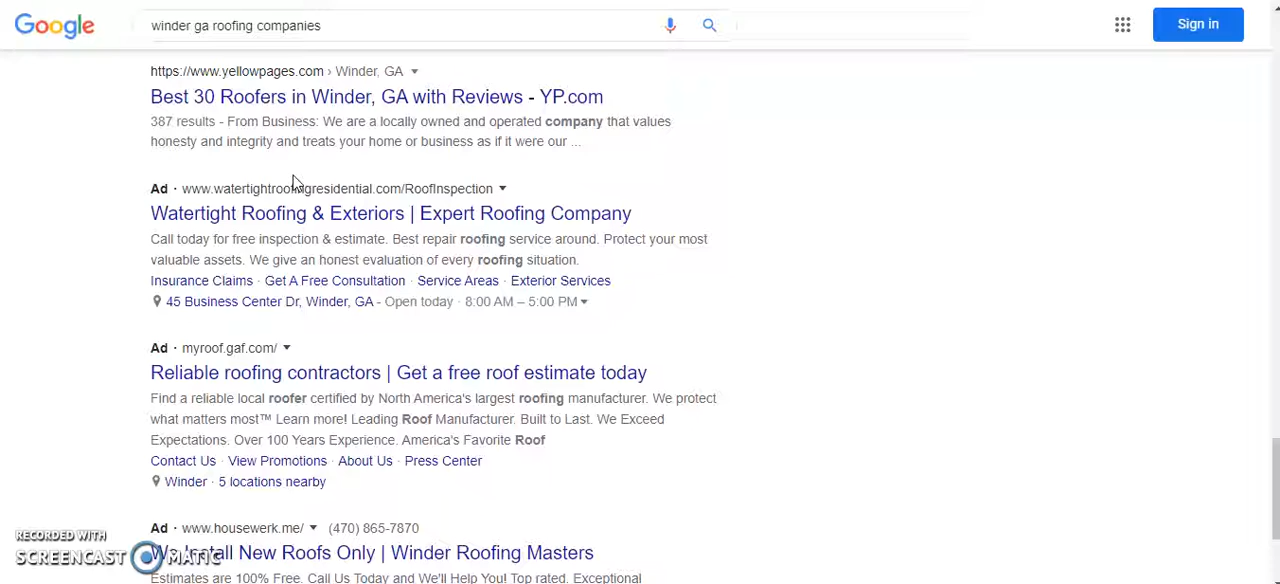 Google
winder ga roofing companies
Sign in
https://www.yellowpages.com › Winder, GA
Best 30 Roofers in Winder, GA with Reviews - YP.com
387 results - From Business: We are a locally owned and operated company that values
honesty and integrity and treats your home or business as if it were our ...
Ad · www.watertightroofingresidential.com/RoofInspection
Watertight Roofing & Exteriors | Expert Roofing Company
Call today for free inspection & estimate. Best repair roofing service around. Protect your most
valuable assets. We give an honest evaluation of every roofing situation.
Insurance Claims · Get A Free Consultation · Service Areas · Exterior Services
45 Business Center Dr, Winder, GA - Open today · 8:00 AM – 5:00 PM
Ad · myroof.gaf.com/
Reliable roofing contractors | Get a free roof estimate today
Find a reliable local roofer certified by North America's largest roofing manufacturer. We protect
what matters most™ Learn more! Leading Roof Manufacturer. Built to Last. We Exceed
Expectations. Over 100 Years Experience. America's Favorite Roof
Contact Us · View Promotions · About Us · Press Center
Winder · 5 locations nearby
Ad · www.housewerk.me/ (470) 865-7870
We Install New Roofs Only | Winder Roofing Masters
Estimates are 100% Free. Call Us Today and We'll Help You! Top rated. Exceptional
RECORDED WITH
SCREENCAST MATIC